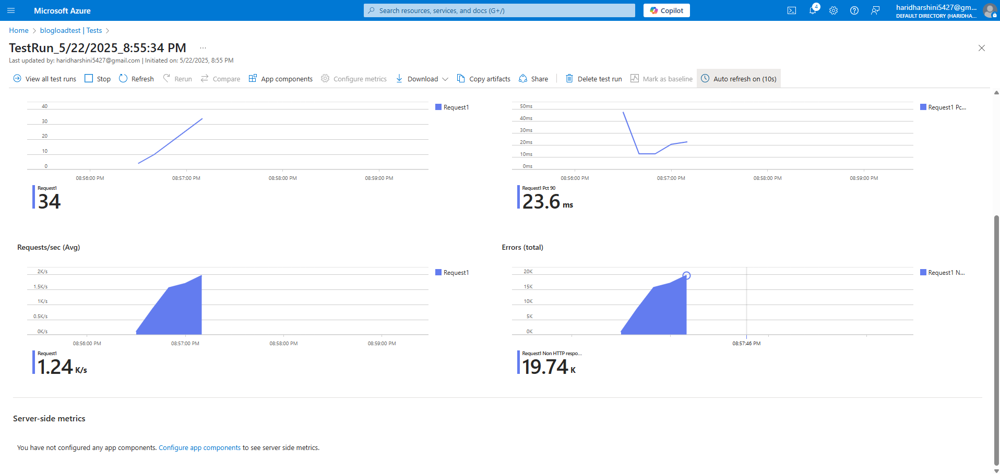 Microsoft Azure
Search resources, services, and docs (G+/)
Copilot
4
haridharshini5427@gm...
DEFAULT DIRECTORY (HARIDHA...
Home > blogloadtest | Tests >
TestRun_5/22/2025_8:55:34 PM ...
Last updated by: haridharshini5427@gmail.com | Initiated on: 5/22/2025, 8:55 PM
View all test runs Stop Refresh Rerun Compare App components Configure metrics Download Copy artifacts Share Delete test run Mark as baseline Auto refresh on (10s)
40
30
20
10
0
08:56:00 PM 08:57:00 PM 08:58:00 PM 08:59:00 PM
Request1
Request1
34
50ms
40ms
30ms
20ms
10ms
0ms
08:56:00 PM 08:57:00 PM 08:58:00 PM 08:59:00 PM
Request1 Pc...
Request1 Pct 90
23.6 ms
Requests/sec (Avg)
2K/s
1.5K/s
1K/s
0.5K/s
0K/s
08:56:00 PM 08:57:00 PM 08:58:00 PM 08:59:00 PM
Request1
Request1
1.24 K/s
Errors (total)
20K
15K
10K
5K
0K
08:57:46 PM
Request1 N...
Request1 Non HTTP respo...
19.74 K
Server-side metrics
You have not configured any app components. Configure app components to see server side metrics.